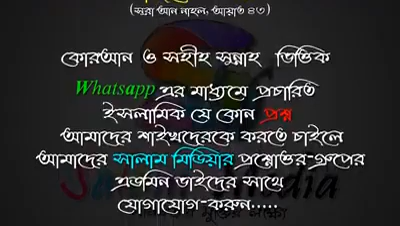 (সূরা আন নাহল, আয়াত ৪৩)
কোরআন ও সহীহ সুন্নাহ ভিত্তিক
Whatsapp এর মাধ্যমে প্রচারিত
ইসলামিক যে কোন প্রশ্ন
আমাদের শাইখদেরকে করতে চাইলে
আমাদের সালাম মিডিয়ার প্রশ্নোত্তর-গ্রুপের
এডমিন ভাইদের সাথে
যোগাযোগ-করুন.....